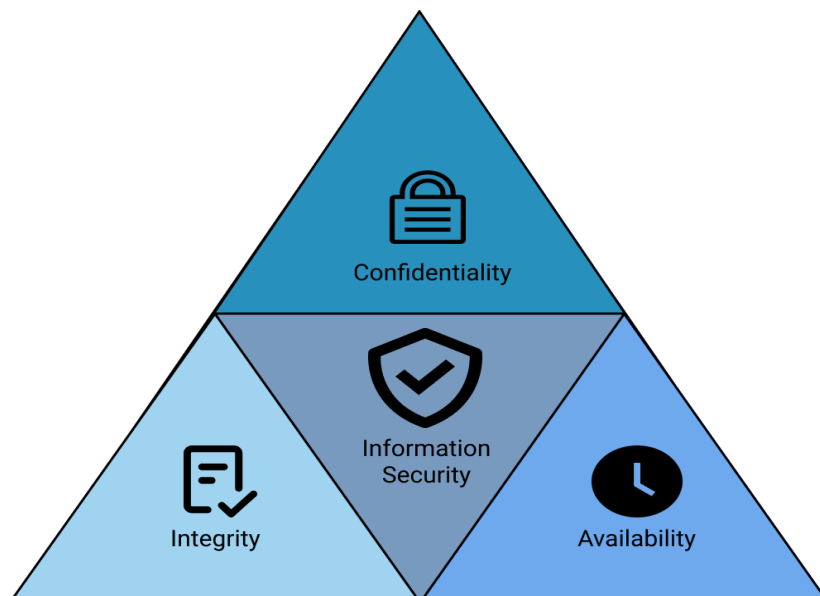 Confidentiality
Information
Security
Integrity
Availability